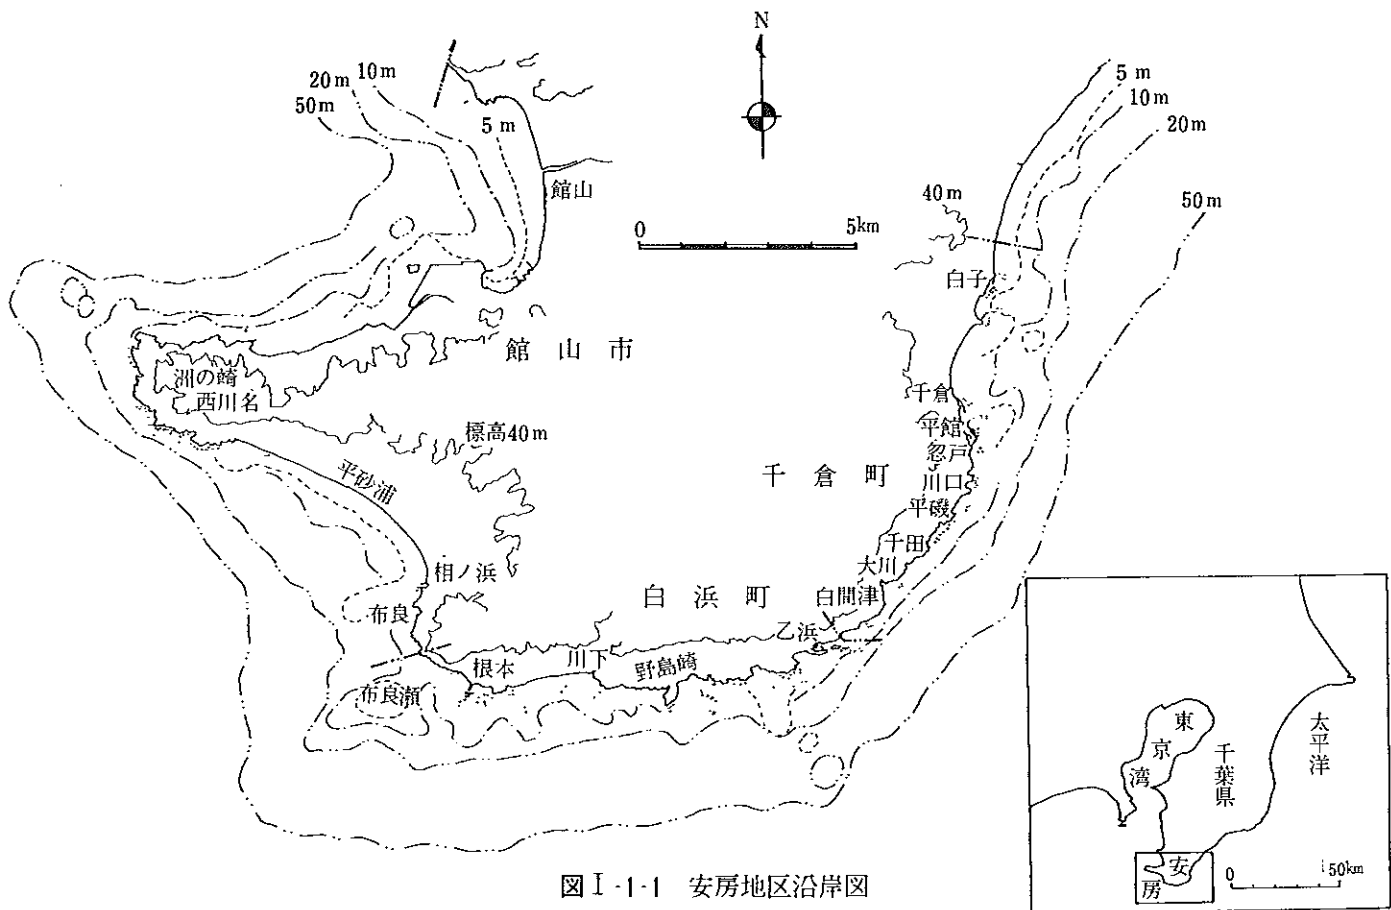 N
20m
10m
50m
5m
館山
0
5km
5m
10m
20m
40m
50m
白子
館山市
洲の崎
西川名
標高40m
平砂浦
千倉
平館
忽戸
千倉町
川口
平磯
千田
大川
相ノ浜
白浜町
白間津
布良
乙浜
根本
川下
野島崎
布良瀬
東京湾
千葉県
太平洋
安房
0
50km
図I-1-1 安房地区沿岸図